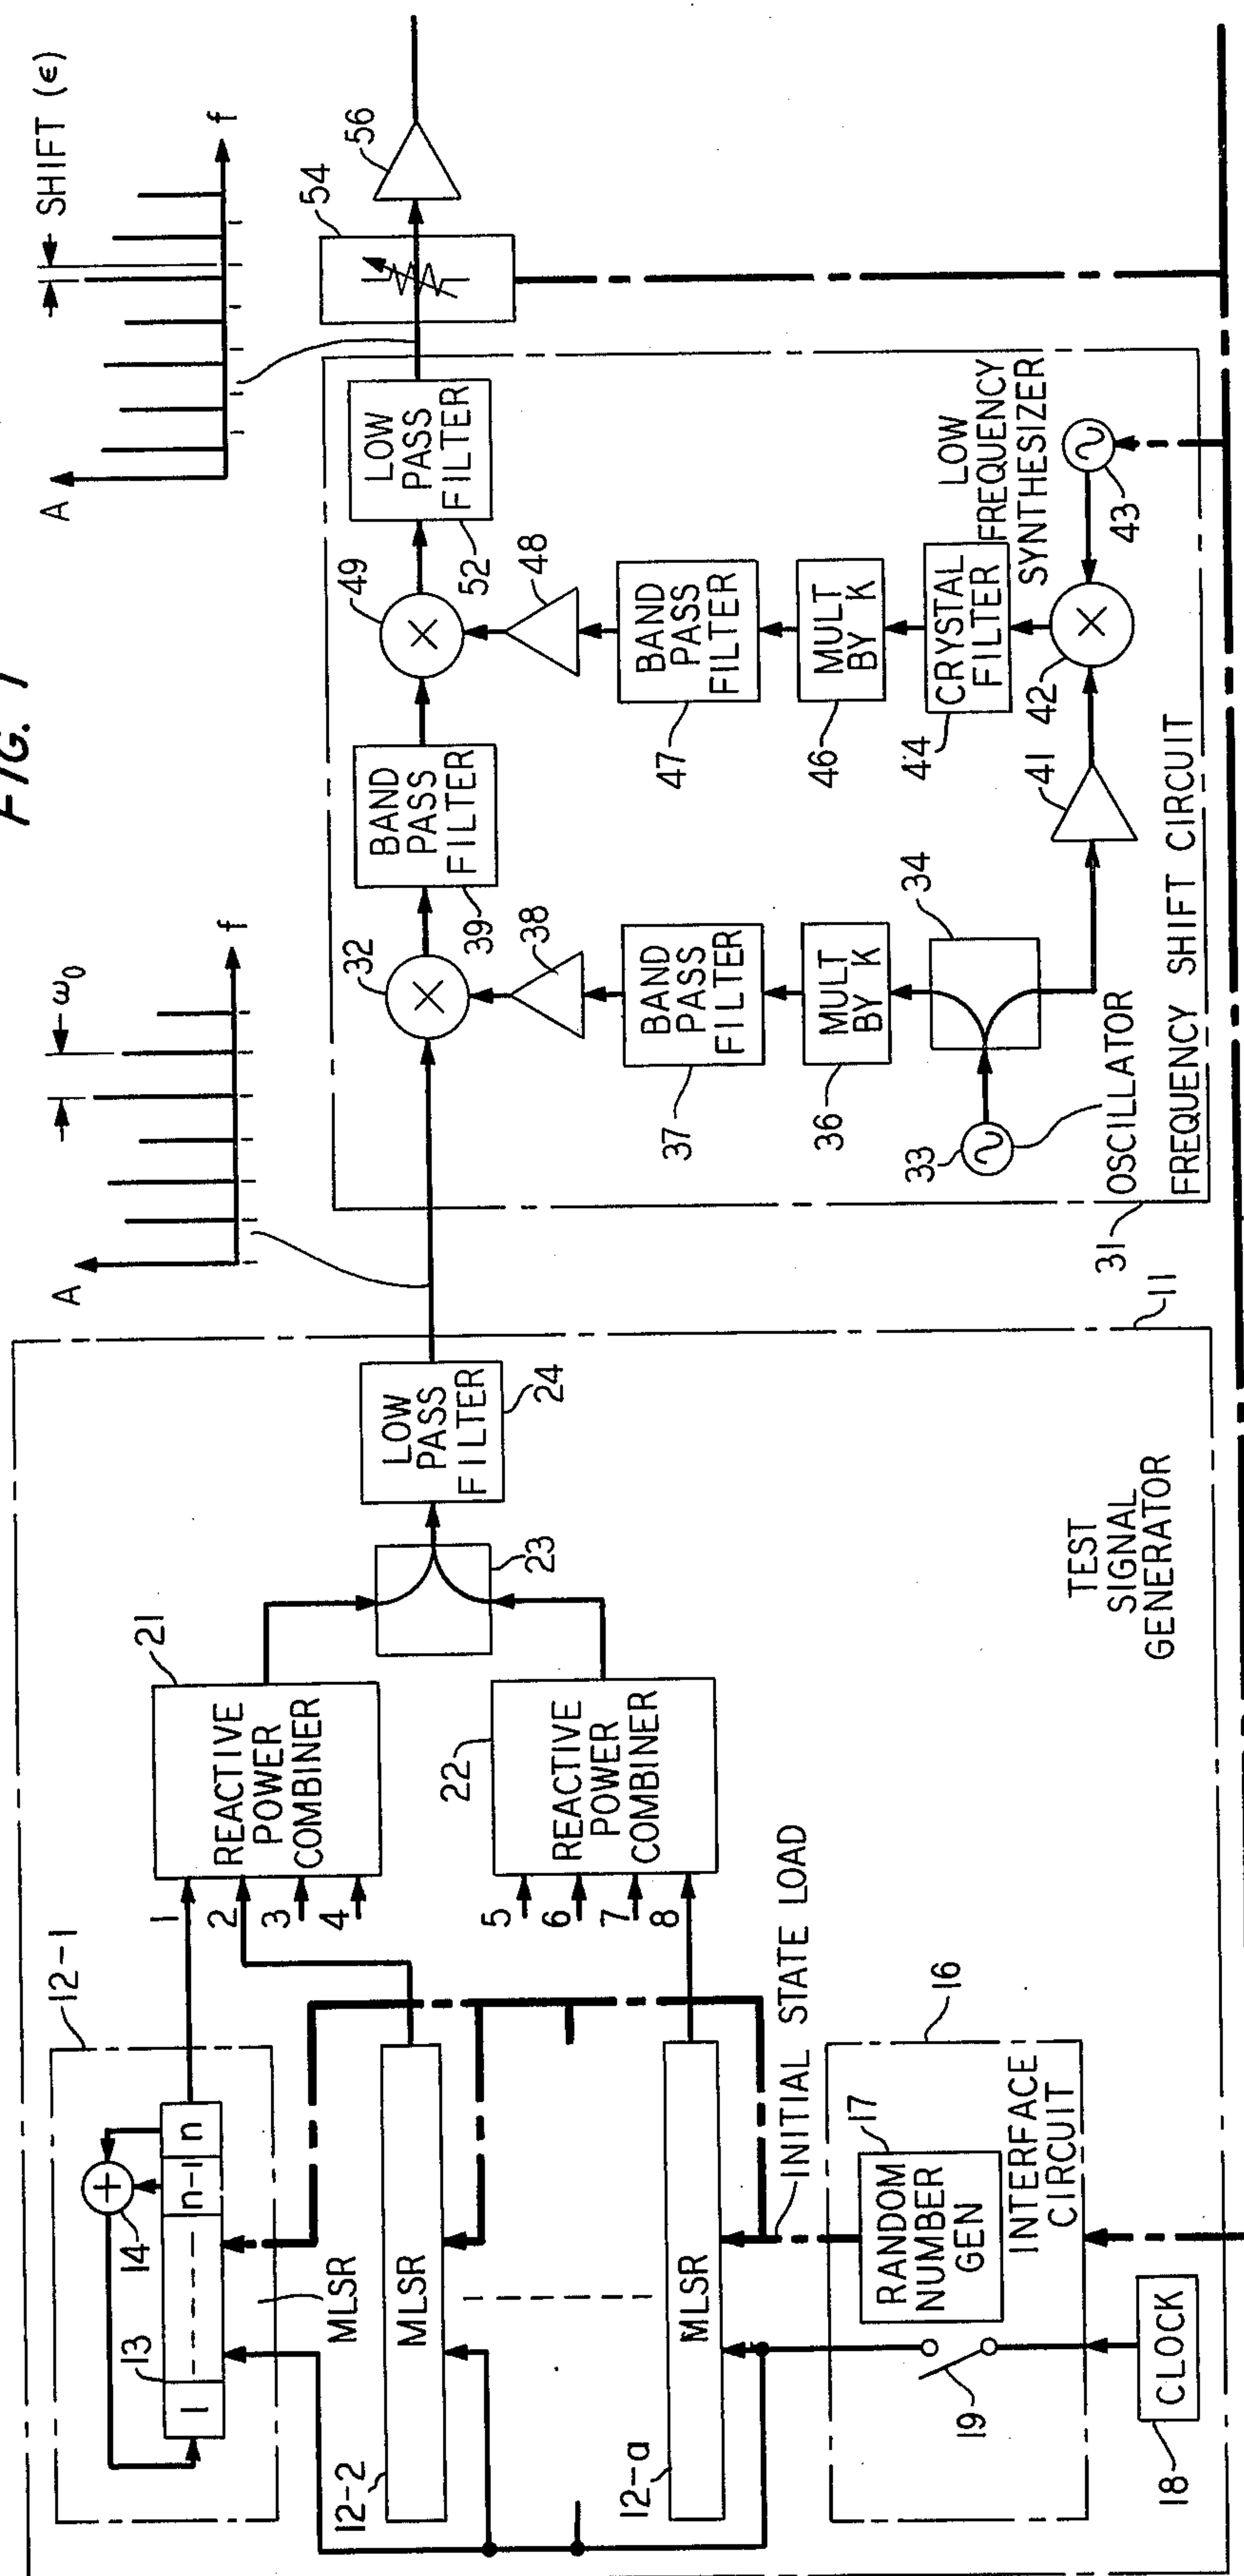 FIG. 1
12-1
14
13
1
n-1
n
MLSR
12-2
MLSR
12-a
MLSR
INITIAL STATE LOAD
16
17
RANDOM
NUMBER
GEN
INTERFACE
CIRCUIT
19
18
CLOCK
1
2
3
4
21
REACTIVE
POWER
COMBINER
5
6
7
8
22
REACTIVE
POWER
COMBINER
23
LOW
PASS
FILTER
24
TEST
SIGNAL
GENERATOR
11
A
f
ω0
31
32
BAND
PASS
FILTER
39
38
BAND
PASS
FILTER
37
MULT
BY K
36
34
33
OSCILLATOR
FREQUENCY SHIFT CIRCUIT
41
42
43
CRYSTAL
FILTER
44
LOW
FREQUENCY
SYNTHESIZER
MULT
BY K
46
BAND
PASS
FILTER
47
48
49
LOW
PASS
FILTER
52
A
f
SHIFT (ϵ)
54
56